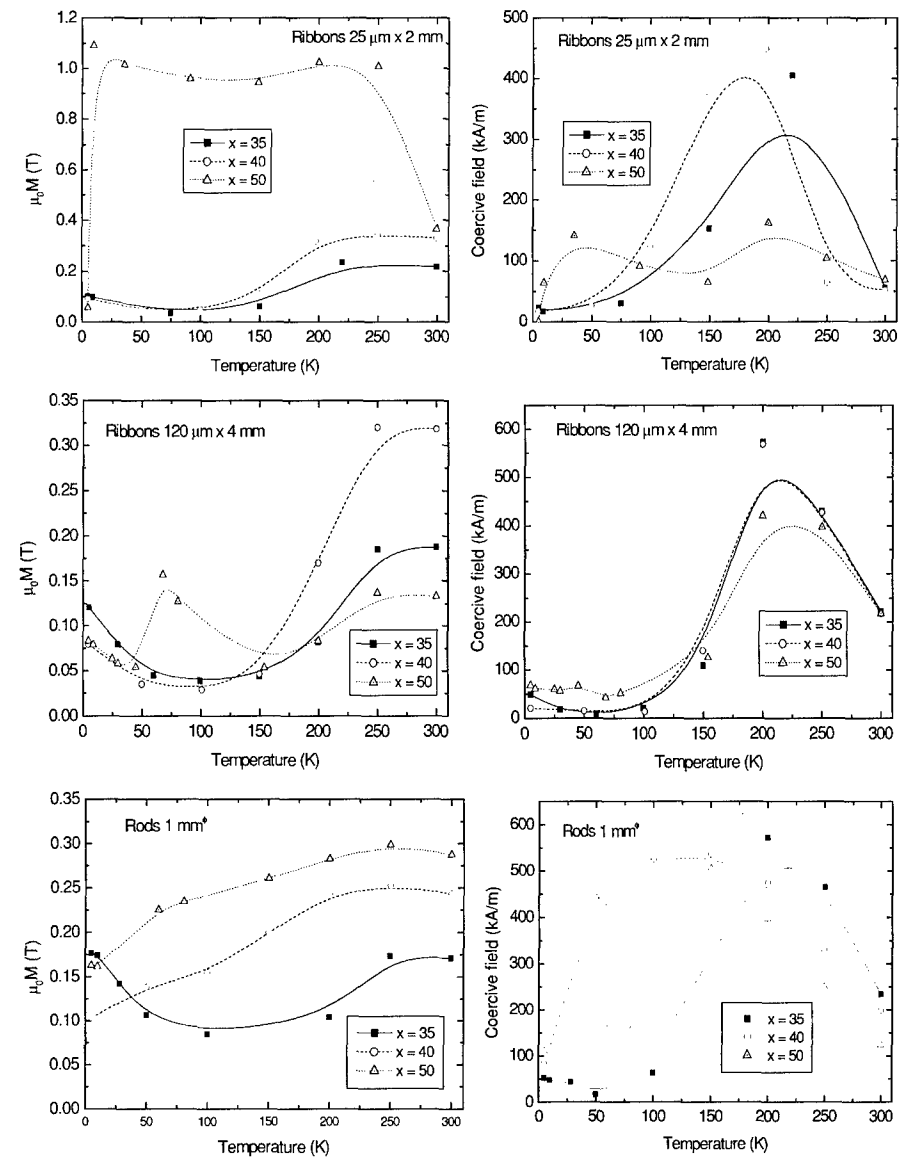 Ribbons 25 μm x 2 mm
μ₀M (T)
1.2
1.0
0.8
0.6
0.4
0.2
0.0
x = 35
x = 40
x = 50
0 50 100 150 200 250 300
Temperature (K)
Ribbons 25 μm x 2 mm
Coercive field (kA/m)
500
450
400
300
200
100
50
0
x = 35
x = 40
x = 50
0 50 100 150 200 250 300
Temperature (K)
Ribbons 120 μm x 4 mm
μ₀M (T)
0.35
0.30
0.25
0.20
0.15
0.10
0.05
0.00
x = 35
x = 40
x = 50
0 50 100 150 200 250 300
Temperature (K)
Ribbons 120 μm x 4 mm
Coercive field (kA/m)
600
500
400
300
200
100
50
0
x = 35
x = 40
x = 50
0 50 100 150 200 250 300
Temperature (K)
Rods 1 mmᶲ
μ₀M (T)
0.35
0.30
0.25
0.20
0.15
0.10
0.05
0.00
x = 35
x = 40
x = 50
0 50 100 150 200 250 300
Temperature (K)
Rods 1 mmᶲ
Coercive field (kA/m)
600
500
400
300
200
100
50
0
x = 35
x = 40
x = 50
0 50 100 150 200 250 300
Temperature (K)